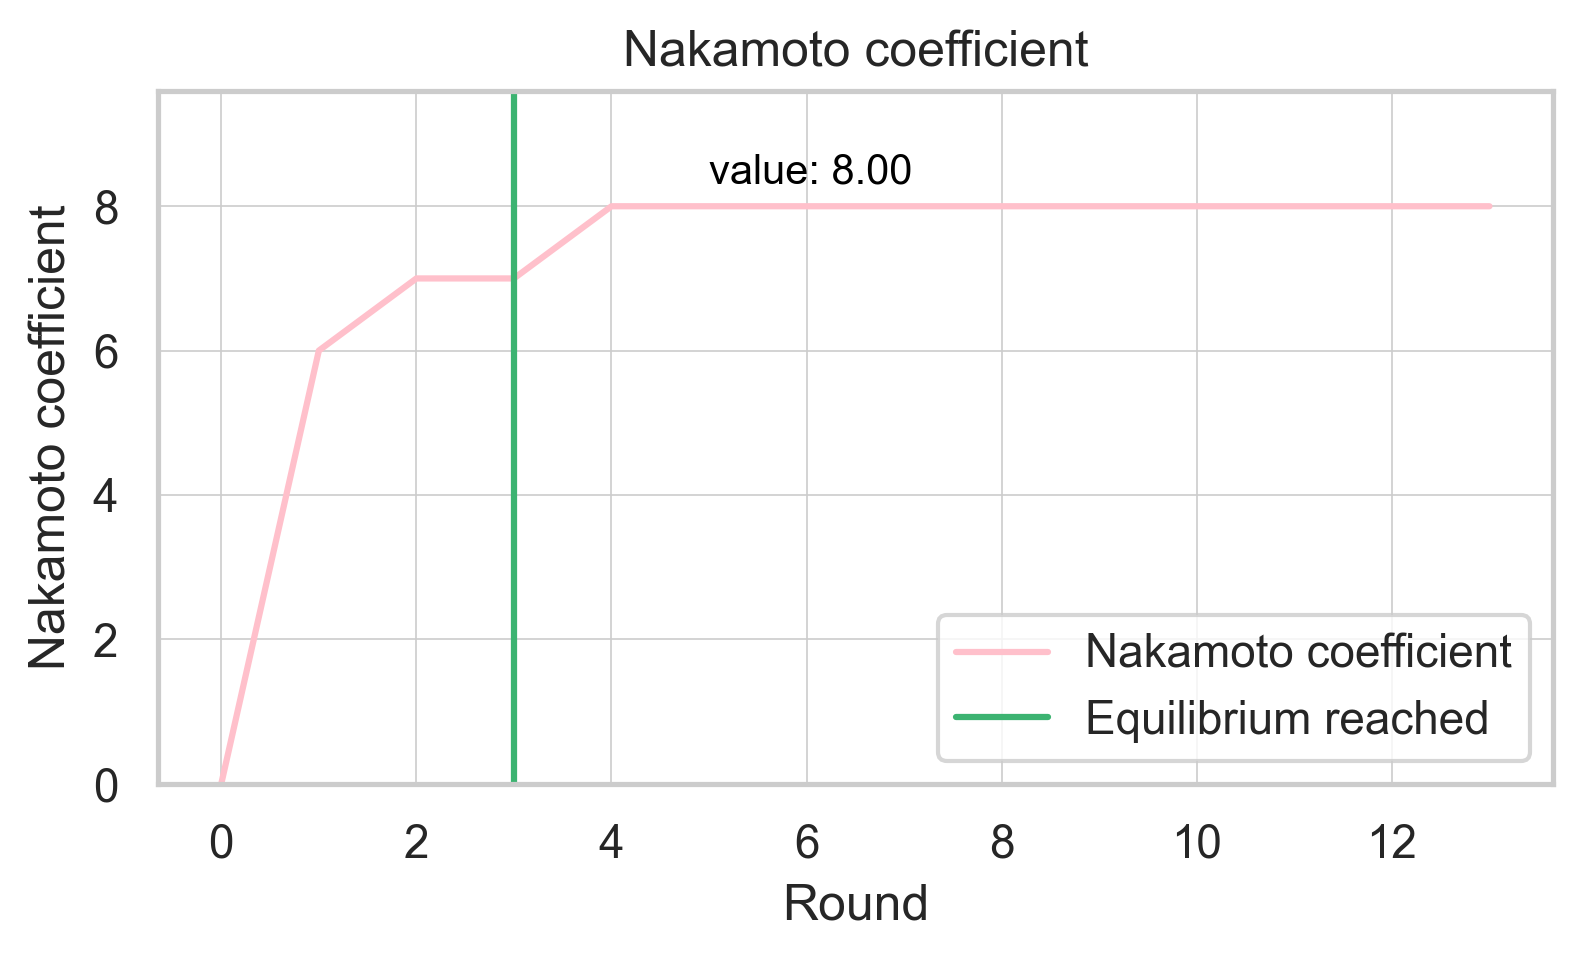 Nakamoto coefficient
value: 8.00
Nakamoto coefficient
8
6
4
2
0
Nakamoto coefficient
Equilibrium reached
0 2 4 6 8 10 12
Round